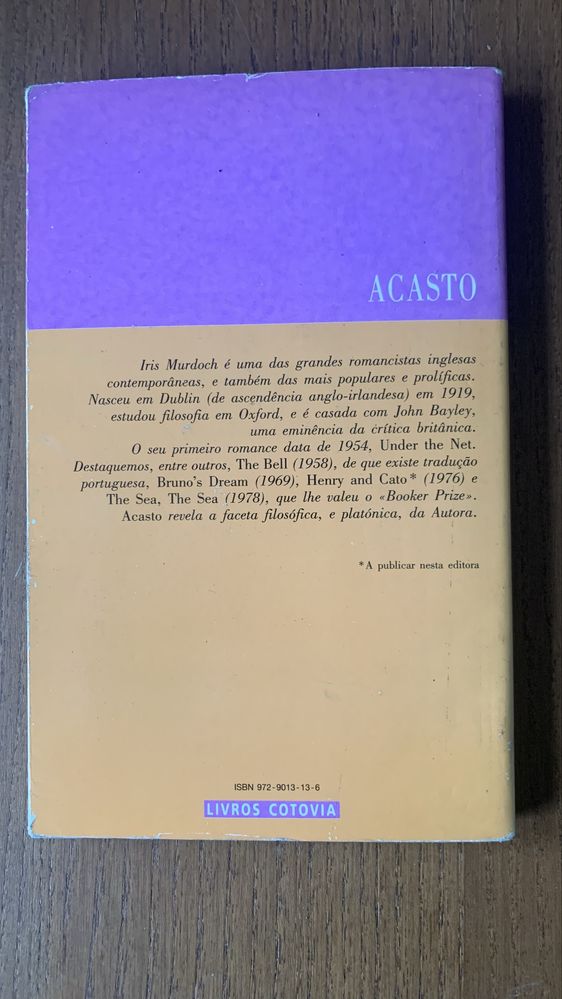 ACASTO
Iris Murdoch é uma das grandes romancistas inglesas
contemporâneas, e também das mais populares e prolíficas.
Nasceu em Dublin (de ascendência anglo-irlandesa) em 1919,
estudou filosofia em Oxford, e é casada com John Bayley,
uma eminência da crítica britânica.
O seu primeiro romance data de 1954, Under the Net.
Destaquemos, entre outros, The Bell (1958), de que existe tradução
portuguesa, Bruno's Dream (1969), Henry and Cato* (1976) e
The Sea, The Sea (1978), que lhe valeu o «Booker Prize».
Acasto revela a faceta filosófica, e platónica, da Autora.
*A publicar nesta editora
ISBN 972-9013-13-6
LIVROS COTOVIA